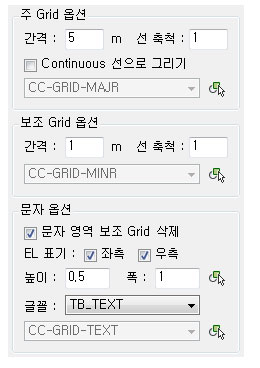 주 Grid 옵션
간격 : 5 m 선 축척 : 1
Continuous 선으로 그리기
CC-GRID-MAJR
보조 Grid 옵션
간격 : 1 m 선 축척 : 1
CC-GRID-MINR
문자 옵션
문자 영역 보조 Grid 삭제
EL 표기 : 좌측 우측
높이 : 0,5 폭 : 1
글꼴 : TB_TEXT
CC-GRID-TEXT